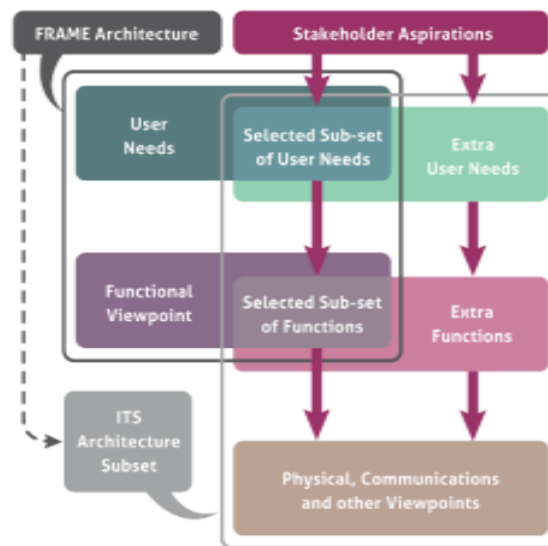 FRAME Architecture
Stakeholder Aspirations
User
Needs
Selected Sub-set
of User Needs
Extra
User Needs
Functional
Viewpoint
Selected Sub-set
of Functions
Extra
Functions
ITS
Architecture
Subset
Physical, Communications
and other Viewpoints